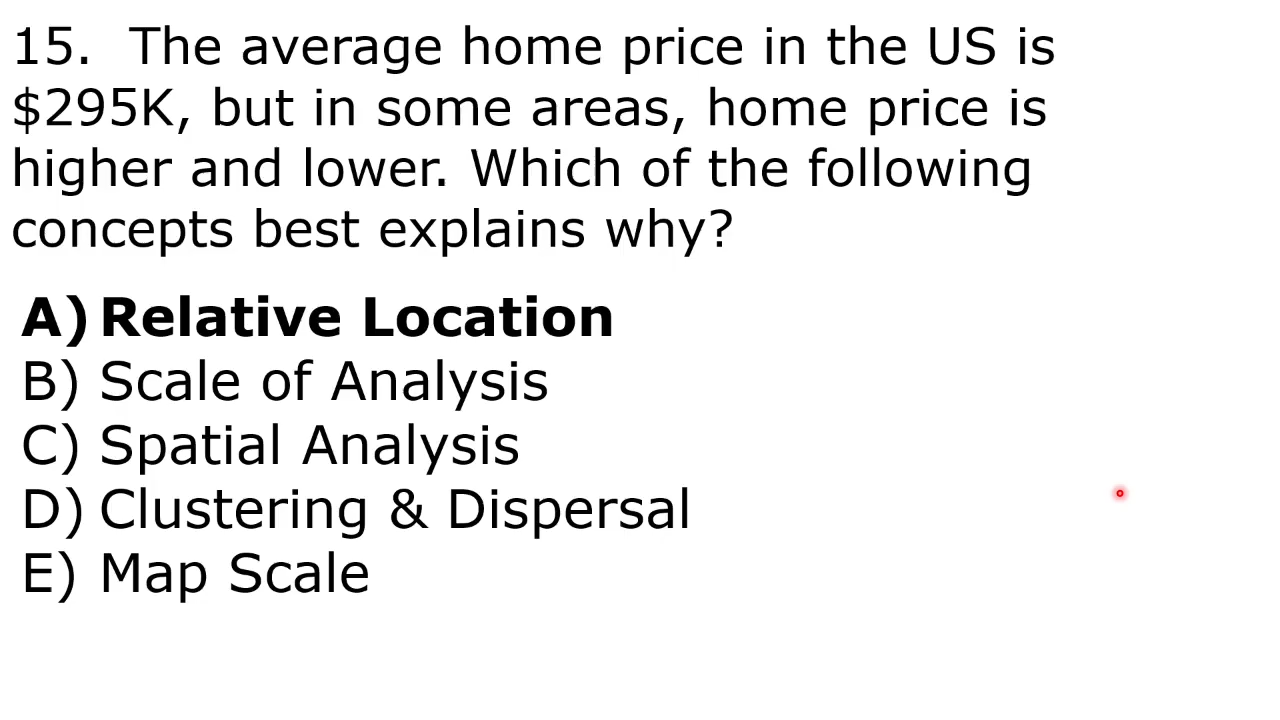 15.  The average home price in the US is
$295K, but in some areas, home price is
higher and lower. Which of the following
concepts best explains why?
A) Relative Location
B) Scale of Analysis
C) Spatial Analysis
D) Clustering & Dispersal
E) Map Scale